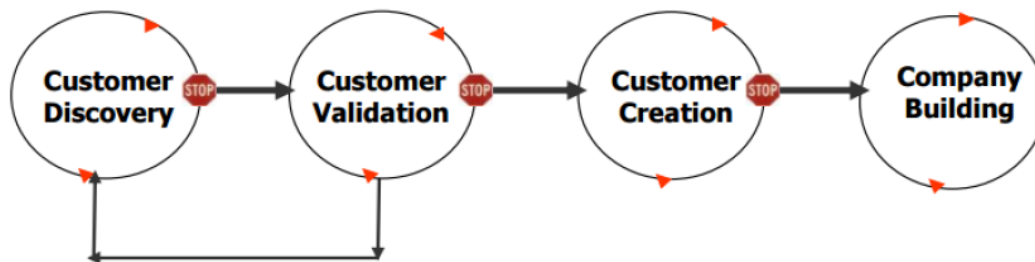 Customer
Discovery
STOP
Customer
Validation
STOP
Customer
Creation
STOP
Company
Building